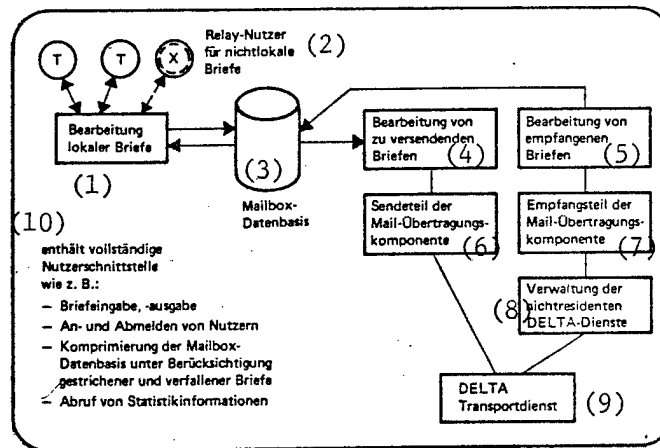 Relay-Nutzer
für nichtlokale
Briefe
(2)
T
T
X
Bearbeitung
lokaler Briefe
(1)
(3)
Mailbox-
Datenbasis
Bearbeitung von
zu versendenden
Briefen
(4)
Bearbeitung von
empfangenen
Briefen
(5)
Sendeteil der
Mail-Übertragungs-
komponente
(6)
Empfangsteil der
Mail-Übertragungs-
komponente
(7)
(8)
Verwaltung der
nichtresidenten
DELTA-Dienste
DELTA
Transportdienst
(9)
(10)
enthält vollständige
Nutzerschnittstelle
wie z. B.:
– Briefeingabe, -ausgabe
– An- und Abmelden von Nutzern
– Komprimierung der Mailbox-
Datenbasis unter Berücksichtigung
gestrichener und verfallener Briefe
– Abruf von Statistikinformationen